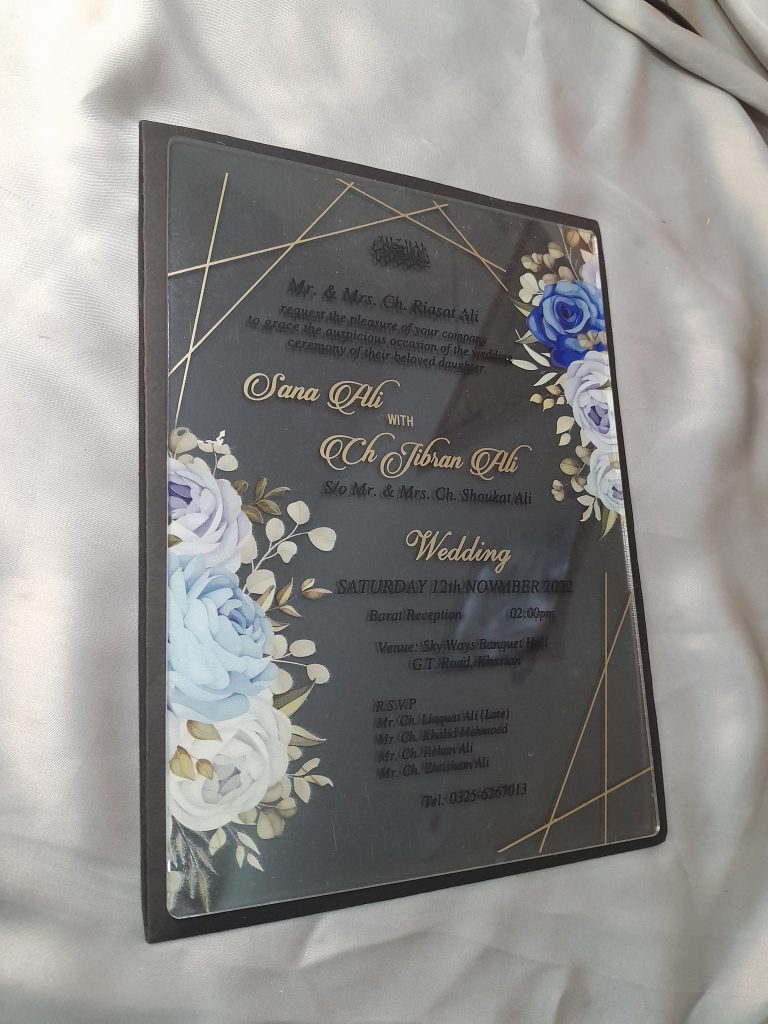 Mr. & Mrs. Ch. Riasat Ali
request the pleasure of your company
to grace the auspicious occasion of the wedding
ceremony of their beloved daughter
Sana Ali
WITH
Ch Jibran Ali
S/o Mr. & Mrs. Ch. Shoukat Ali
Wedding
SATURDAY 12th NOVMBER 2022
Barat Reception 02:00pm
Venue: Sky Ways Banquet Hall
G.T. Road, Kharian
R.S.V.P
Mr. Ch. Liaquat Ali (Late)
Mr. Ch. Khalid Mehmood
Mr. Ch. Rehan Ali
Mr. Ch. Ehtisham Ali
Tel: 0325-6267013